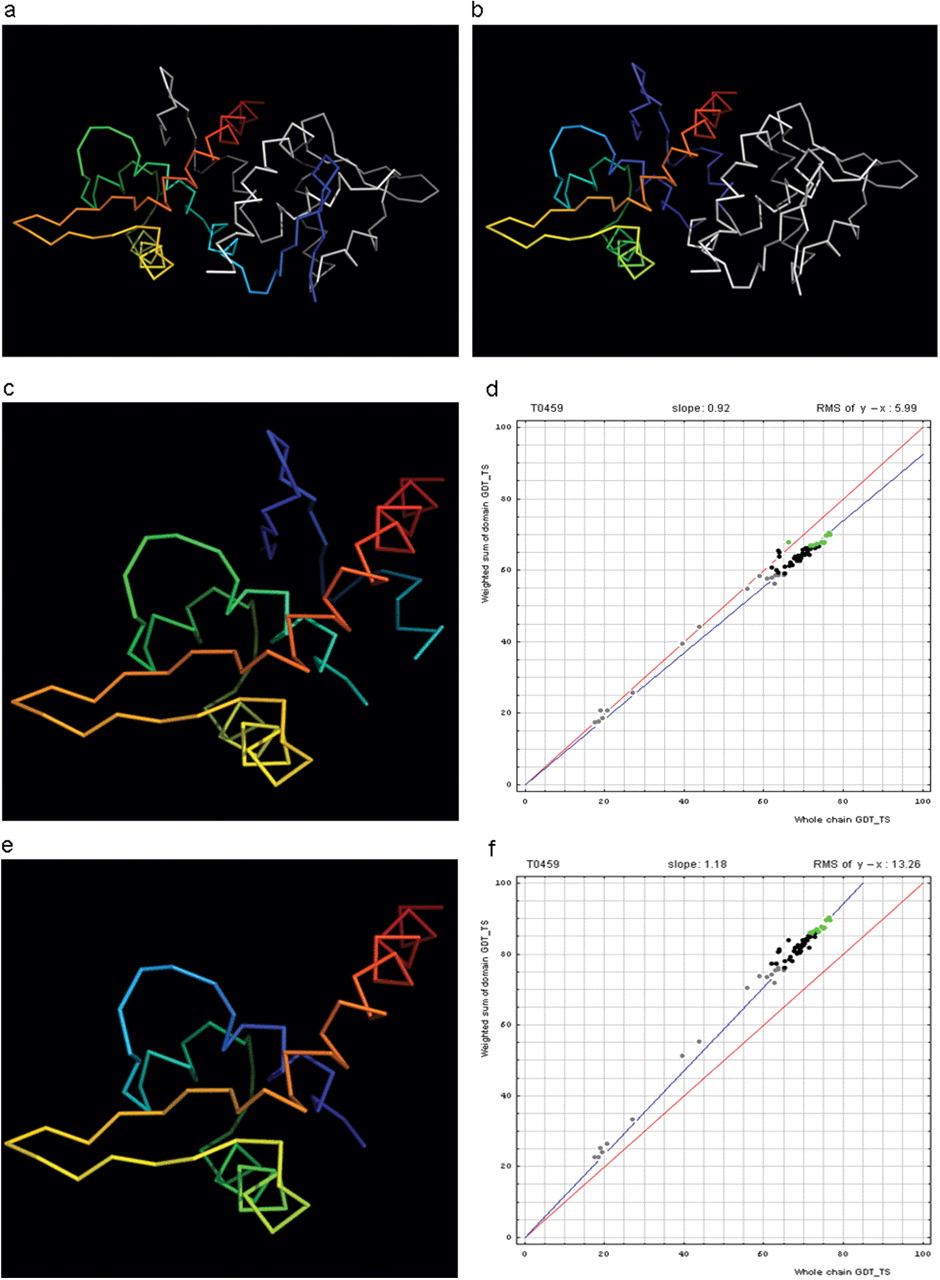 a
b
c
d
T0459 slope: 0.92 RMS of y – x : 5.99
Weighted sum of domain GDT_TS
100
80
60
40
20
0
0 20 40 60 80 100
Whole chain GDT_TS
e
f
T0459 slope: 1.18 RMS of y – x : 13.26
Weighted sum of domain GDT_TS
100
80
60
40
20
0
0 20 40 60 80 100
Whole chain GDT_TS